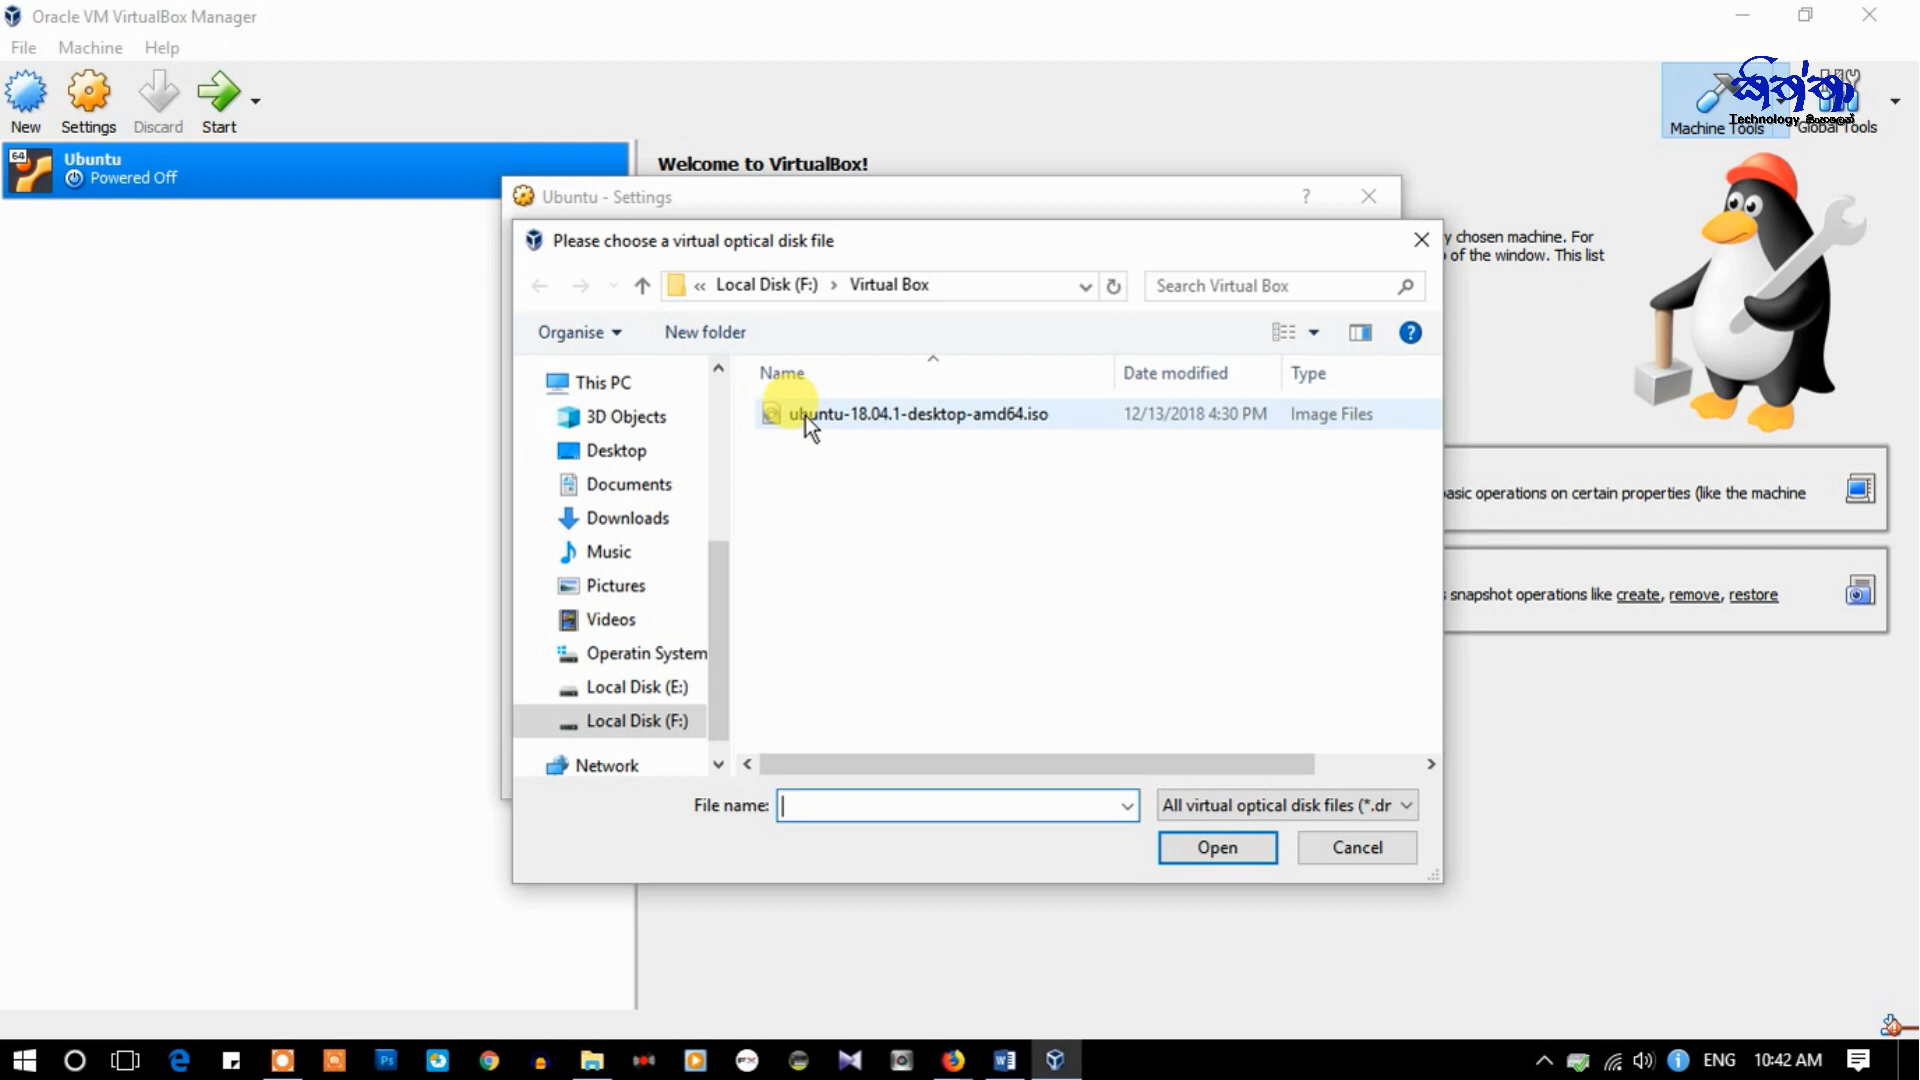 Oracle VM VirtualBox Manager
File Machine Help
New Settings Discard Start
Machine Tools Global Tools
Technology
64
Ubuntu
Powered Off
Welcome to VirtualBox!
Ubuntu - Settings ?
Please choose a virtual optical disk file
y chosen machine. For
of the window. This list
« Local Disk (F:) › Virtual Box
Search Virtual Box
Organise New folder ?
Name Date modified Type
ubuntu-18.04.1-desktop-amd64.iso 12/13/2018 4:30 PM Image Files
This PC
3D Objects
Desktop
Documents
Downloads
Music
Pictures
Videos
Operatin System
Local Disk (E:)
Local Disk (F:)
Network
basic operations on certain properties (like the machine
snapshot operations like create, remove, restore
File name: All virtual optical disk files (*.dr
Open Cancel
ENG 10:42 AM